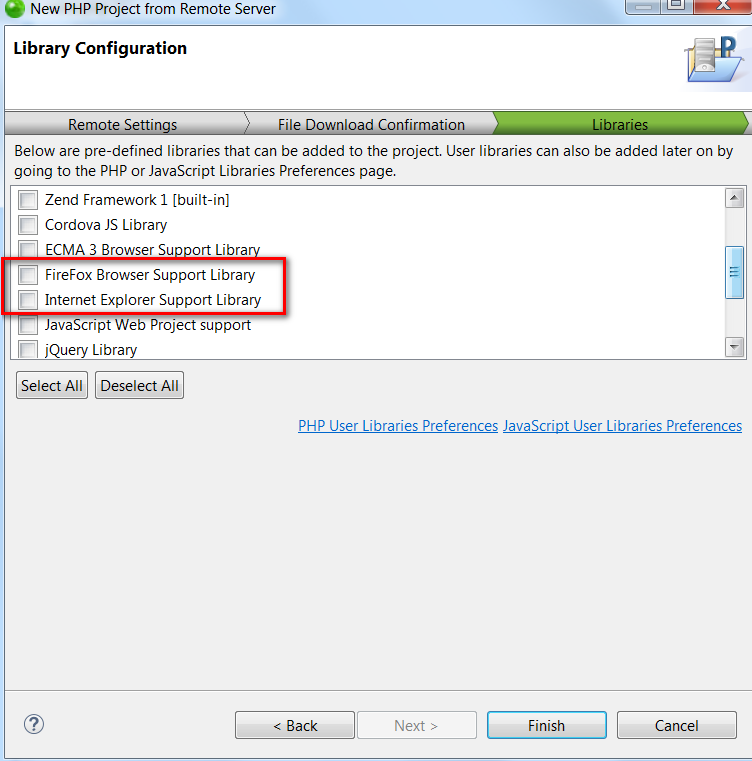 New PHP Project from Remote Server
Library Configuration
Remote Settings
File Download Confirmation
Libraries
Below are pre-defined libraries that can be added to the project. User libraries can also be added later on by
going to the PHP or JavaScript Libraries Preferences page.
Zend Framework 1 [built-in]
Cordova JS Library
ECMA 3 Browser Support Library
FireFox Browser Support Library
Internet Explorer Support Library
JavaScript Web Project support
jQuery Library
Select All
Deselect All
PHP User Libraries Preferences
JavaScript User Libraries Preferences
?
< Back
Next >
Finish
Cancel